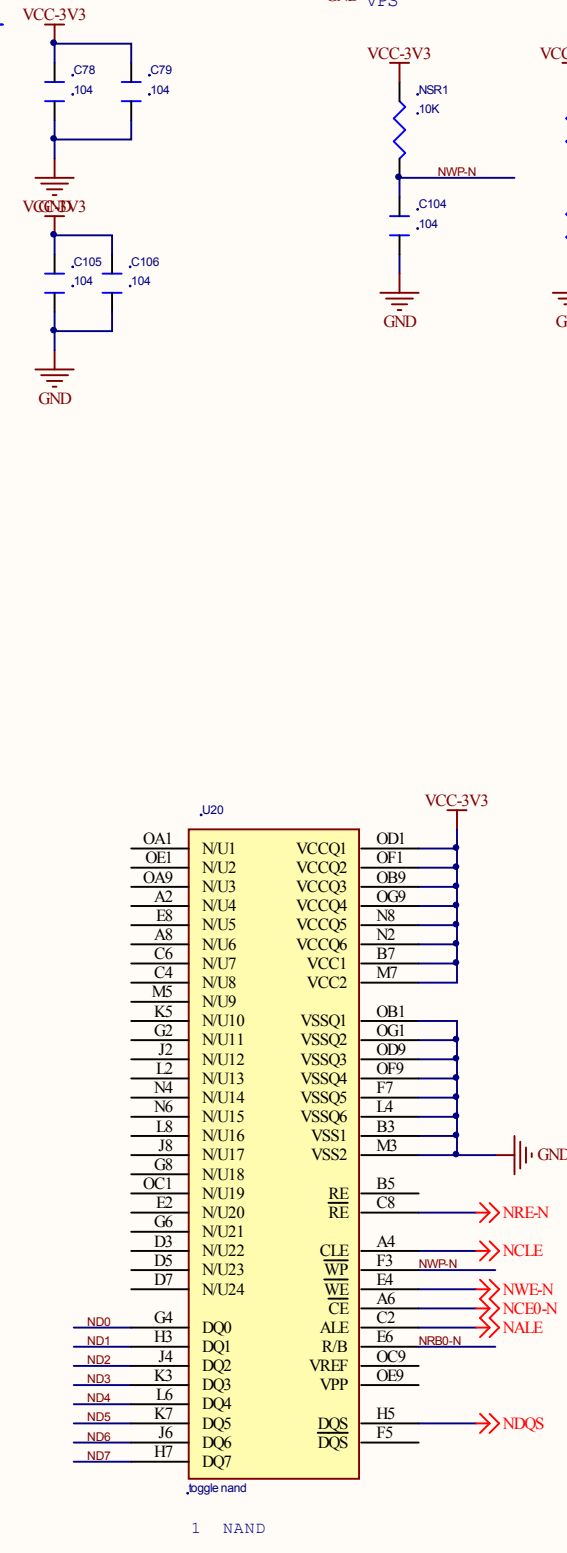 GND VPS
VCC-3V3
C78
104
C79
104
GND
VCC-3V3
C105
104
C106
104
GND
VCC-3V3
NSR1
10K
NWP-N
C104
104
GND
VCC-3V3
U20
OA1 N/U1 VCCQ1 OD1
OE1 N/U2 VCCQ2 OF1
OA9 N/U3 VCCQ3 OB9
A2 N/U4 VCCQ4 OG9
E8 N/U5 VCCQ5 N8
A8 N/U6 VCCQ6 N2
C6 N/U7 VCC1 B7
C4 N/U8 VCC2 M7
M5 N/U9
K5 N/U10 VSSQ1 OB1
G2 N/U11 VSSQ2 OG1
J2 N/U12 VSSQ3 OD9
L2 N/U13 VSSQ4 OF9
N4 N/U14 VSSQ5 F7
N6 N/U15 VSSQ6 L4
L8 N/U16 VSS1 B3
J8 N/U17 VSS2 M3 GND
G8 N/U18
OC1 N/U19 RE B5
E2 N/U20 RE C8 NRE-N
G6 N/U21
D3 N/U22 CLE A4 NCLE
D5 N/U23 WP F3 NWP-N
D7 N/U24 WE E4 NWE-N
CE A6 NCE0-N
ND0 G4 DQ0 ALE C2 NALE
ND1 H3 DQ1 R/B E6 NRB0-N
ND2 J4 DQ2 VREF OC9
ND3 K3 DQ3 VPP OE9
ND4 L6 DQ4
ND5 K7 DQ5 DQS H5 NDQS
ND6 J6 DQ6 DQS F5
ND7 H7 DQ7
toggle nand
1 NAND